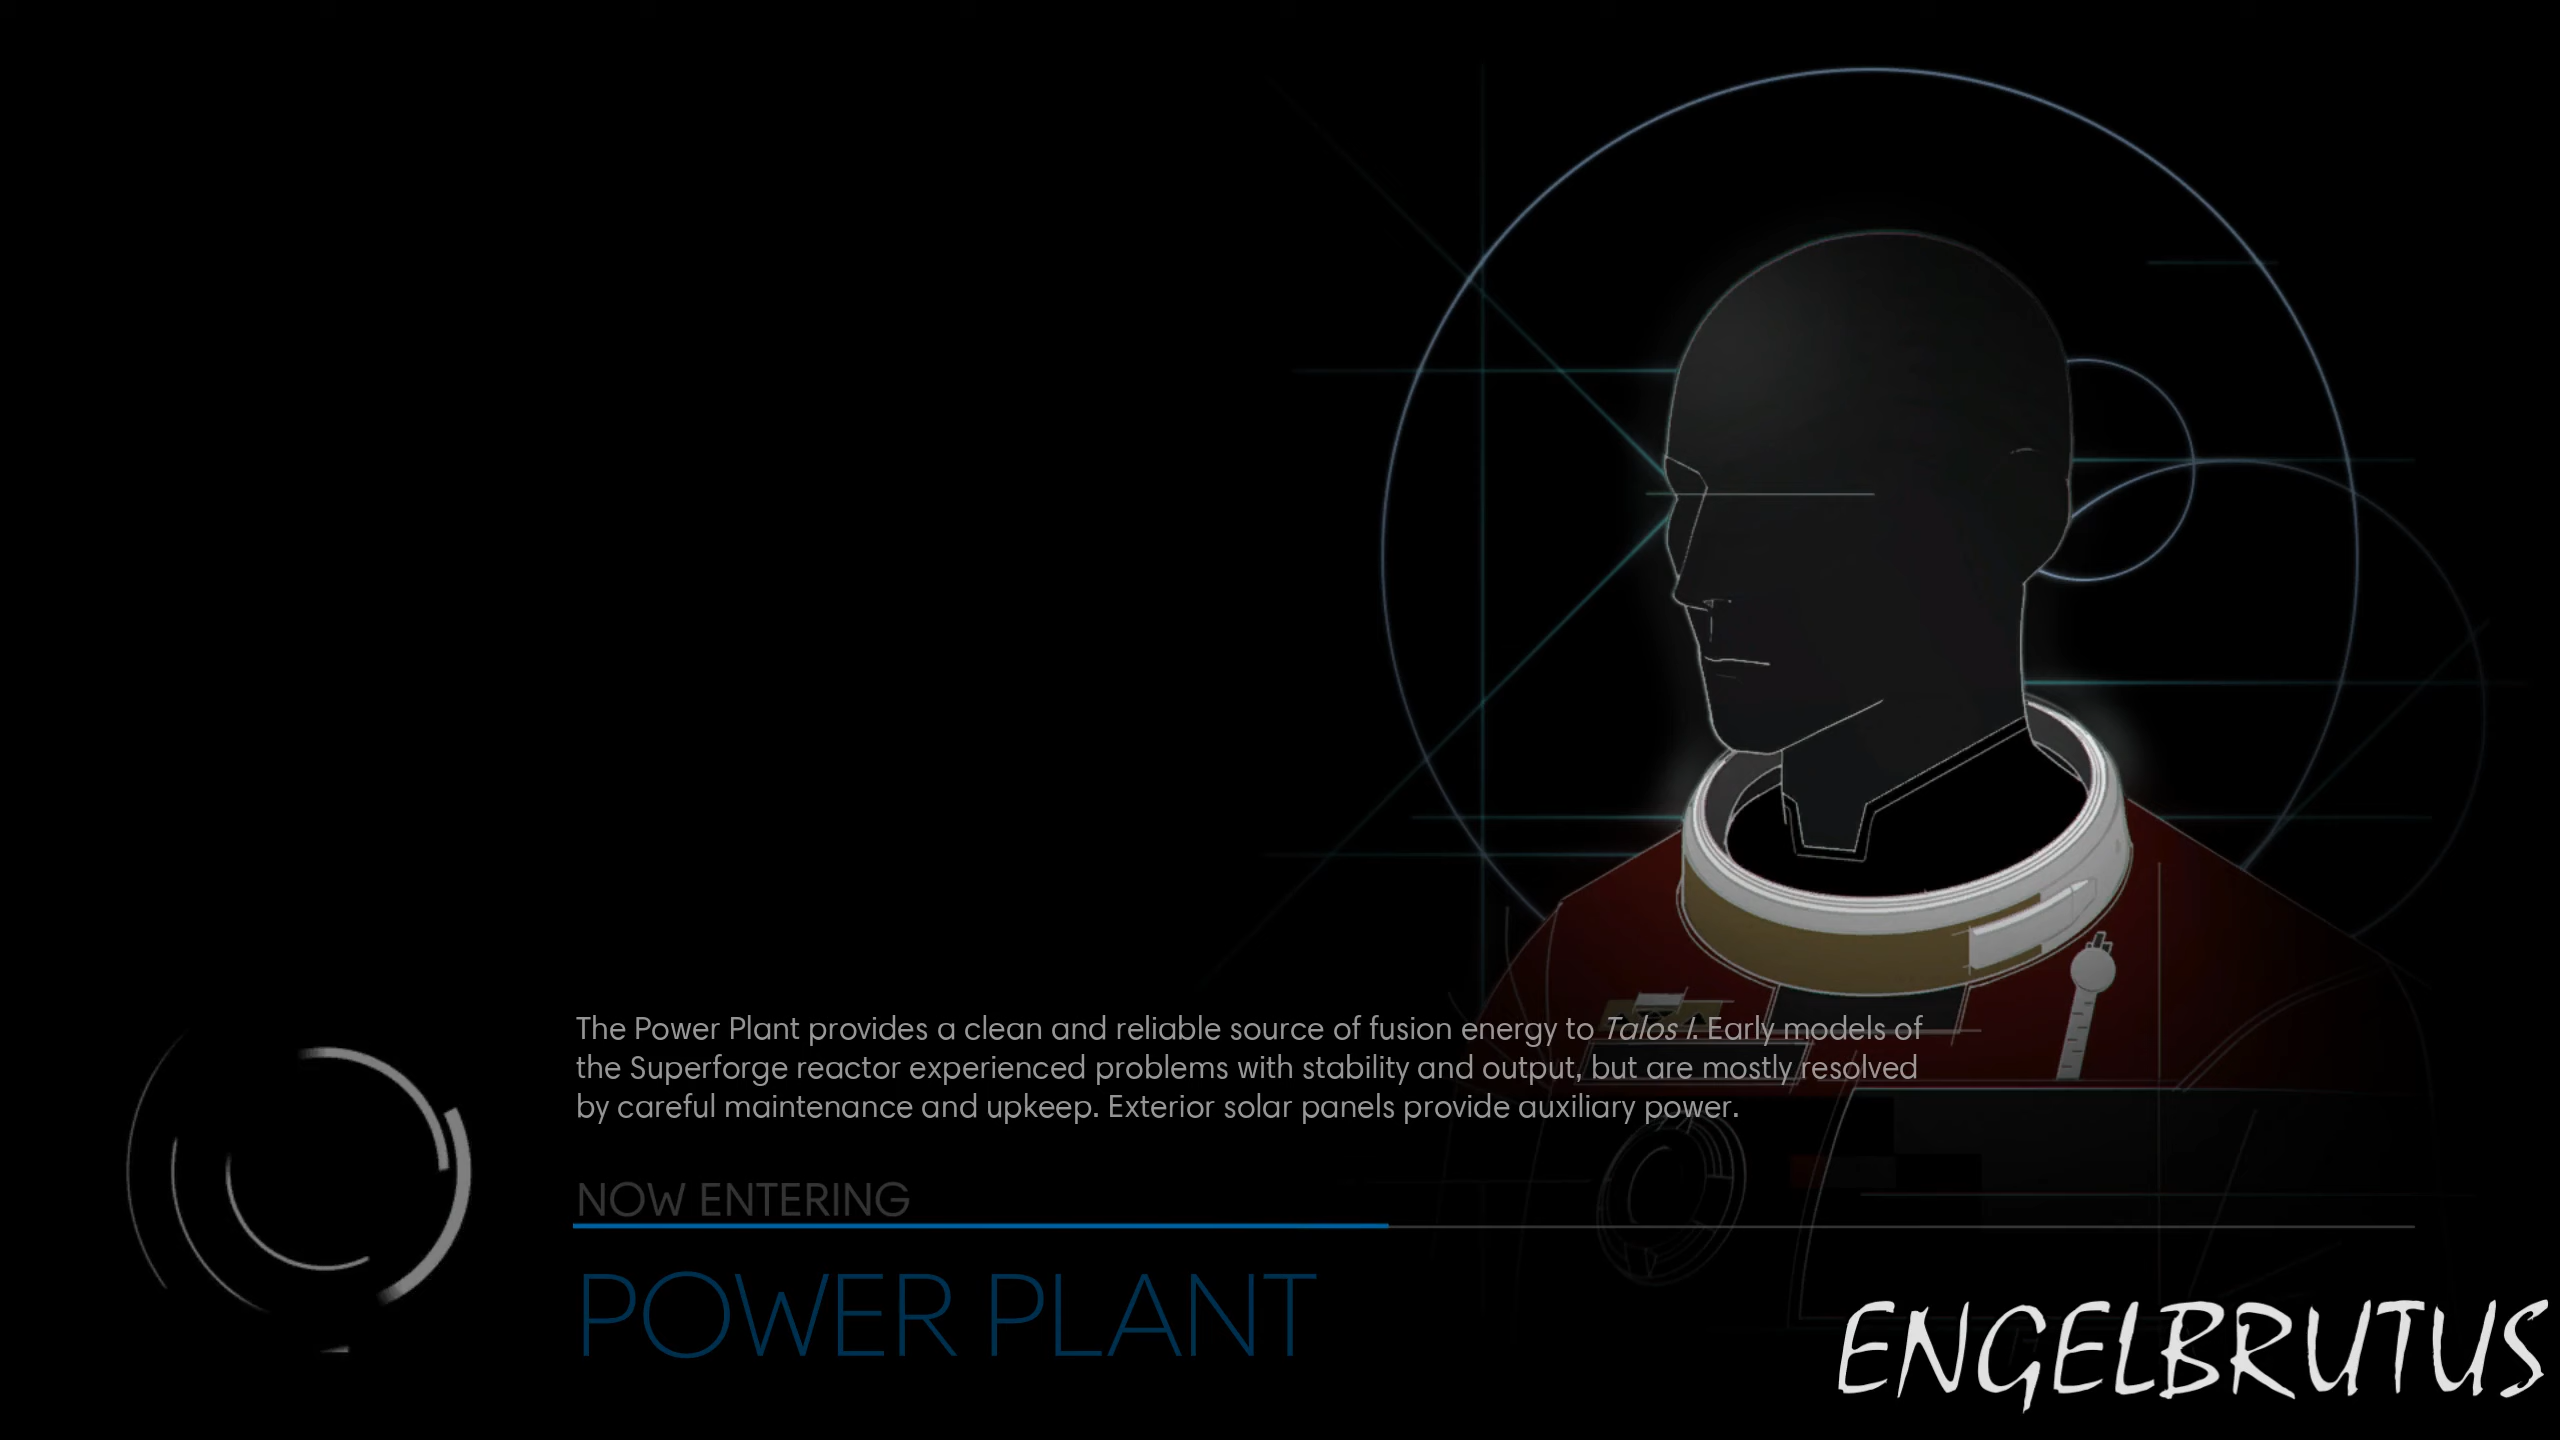 The Power Plant provides a clean and reliable source of fusion energy to Talos I. Early models of
the Superforge reactor experienced problems with stability and output, but are mostly resolved
by careful maintenance and upkeep. Exterior solar panels provide auxiliary power.
NOW ENTERING
POWER PLANT
ENGELBRUTUS